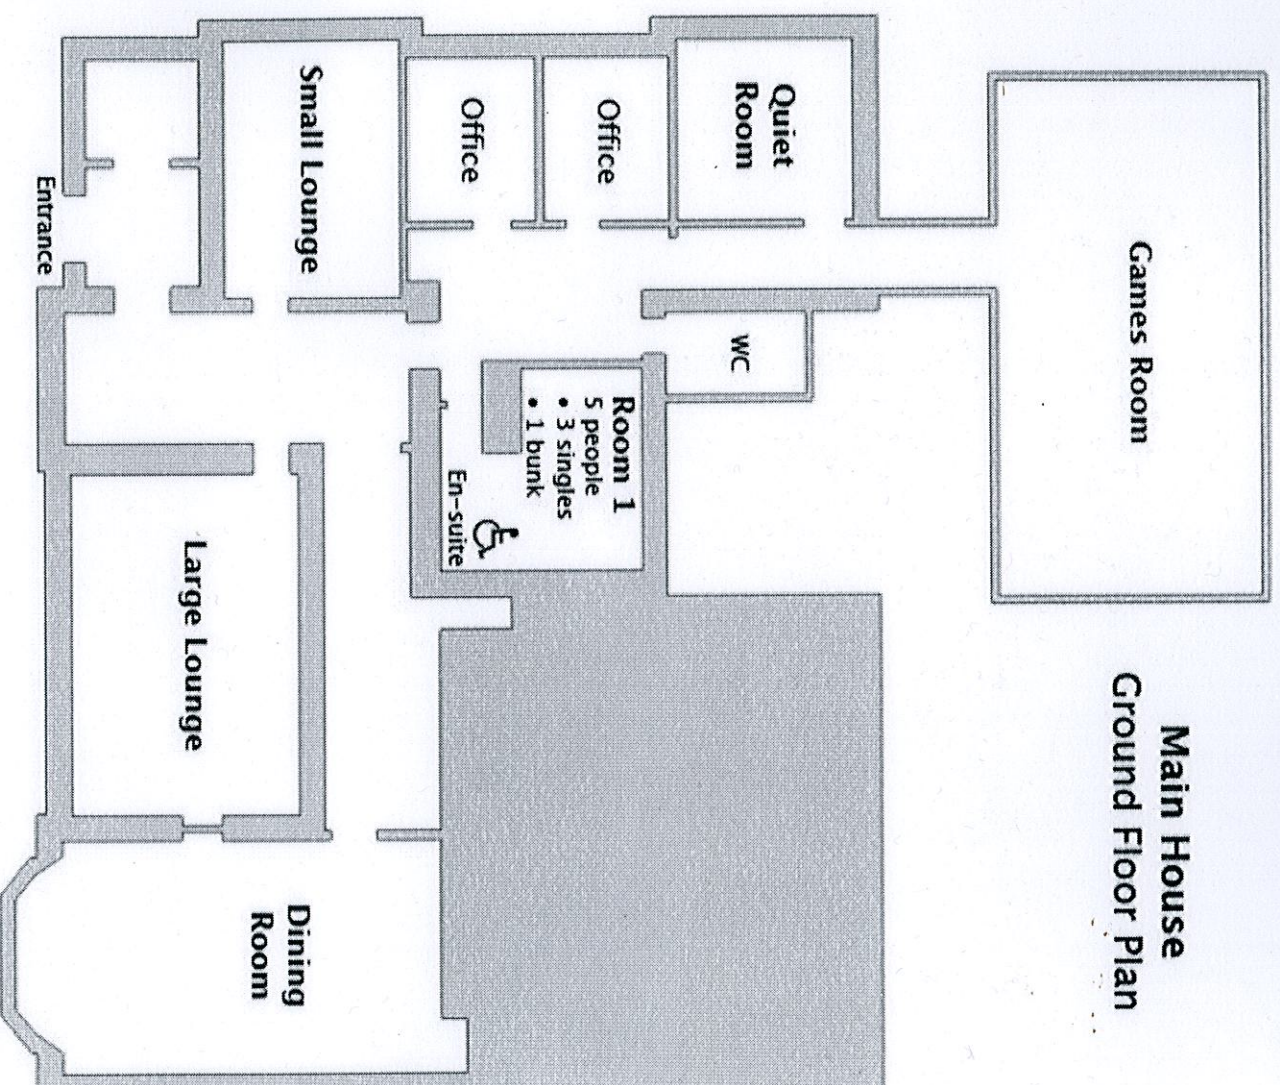 Main House
Ground Floor Plan
Games Room
Quiet
Room
WC
Office
Room 1
5 people
• 3 singles
• 1 bunk
Office
En-suite
Small Lounge
Dining
Room
Large Lounge
Entrance